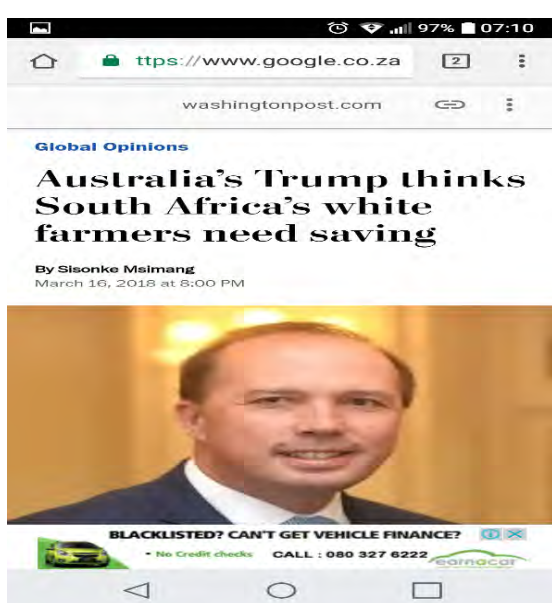 97% 07:10
ttps://www.google.co.za 2
washingtonpost.com
Global Opinions
Australia's Trump thinks
South Africa's white
farmers need saving
By Sisonke Msimang
March 16, 2018 at 8:00 PM
BLACKLISTED? CAN'T GET VEHICLE FINANCE?
• No Credit checks CALL : 080 327 6222
earnacar